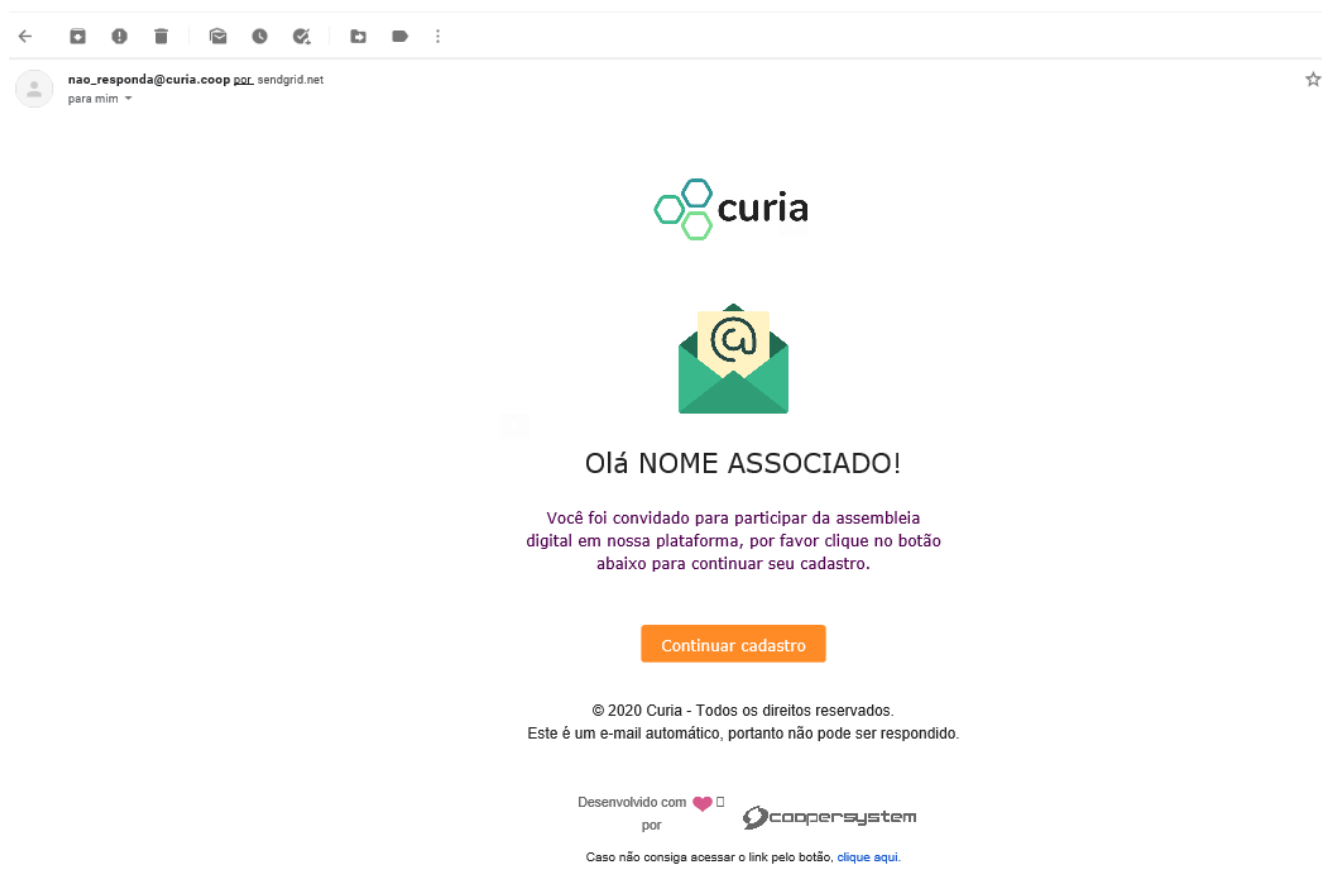 nao_responda@curia.coop por sendgrid.net
para mim
curia
Olá NOME ASSOCIADO!
Você foi convidado para participar da assembleia
digital em nossa plataforma, por favor clique no botão
abaixo para continuar seu cadastro.
Continuar cadastro
© 2020 Curia - Todos os direitos reservados.
Este é um e-mail automático, portanto não pode ser respondido.
Desenvolvido com
por
coopersystem
Caso não consiga acessar o link pelo botão, clique aqui.